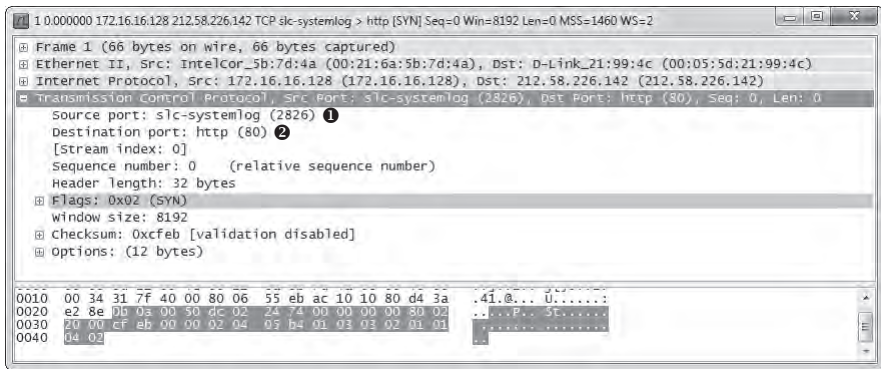 1 0.000000 172.16.16.128 212.58.226.142 TCP slc-systemlog > http [SYN] Seq=0 Win=8192 Len=0 MSS=1460 WS=2
Frame 1 (66 bytes on wire, 66 bytes captured)
Ethernet II, Src: IntelCor_5b:7d:4a (00:21:6a:5b:7d:4a), Dst: D-Link_21:99:4c (00:05:5d:21:99:4c)
Internet Protocol, Src: 172.16.16.128 (172.16.16.128), Dst: 212.58.226.142 (212.58.226.142)
Transmission Control Protocol, Src Port: slc-systemlog (2826), Dst Port: http (80), Seq: 0, Len: 0
Source port: slc-systemlog (2826) ❶
Destination port: http (80) ❷
[Stream index: 0]
Sequence number: 0 (relative sequence number)
Header length: 32 bytes
Flags: 0x02 (SYN)
Window size: 8192
Checksum: 0xcfeb [validation disabled]
Options: (12 bytes)
0010 00 34 31 7f 40 00 80 06 55 eb ac 10 10 80 d4 3a .41.@... U......:
0020 e2 8e 0b 0a 00 50 dc 02 24 74 00 00 00 00 80 02 .....P.. $t......
0030 20 00 cf eb 00 00 02 04 05 b4 01 03 03 02 01 01 ........ ........
0040 04 02 ..